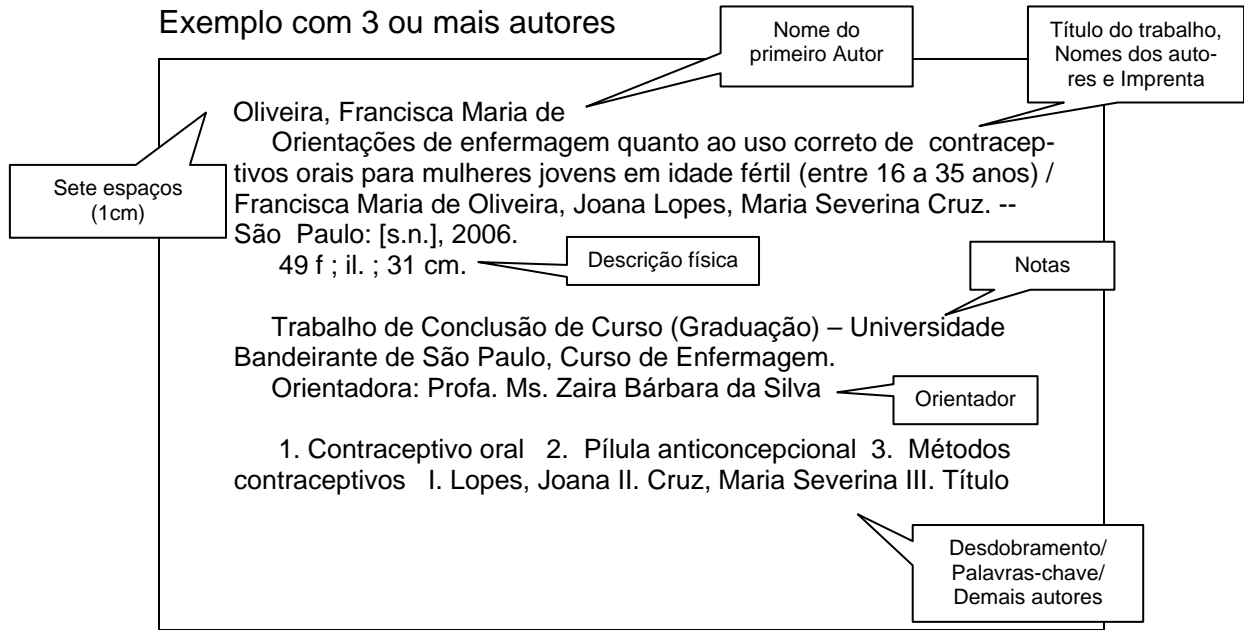 Exemplo com 3 ou mais autores
Nome do
primeiro Autor
Título do trabalho,
Nomes dos auto-
res e Imprenta
Oliveira, Francisca Maria de
Orientações de enfermagem quanto ao uso correto de contracep-
tivos orais para mulheres jovens em idade fértil (entre 16 a 35 anos) /
Francisca Maria de Oliveira, Joana Lopes, Maria Severina Cruz. --
São Paulo: [s.n.], 2006.
49 f ; il. ; 31 cm.
Sete espaços
(1cm)
Descrição física
Notas
Trabalho de Conclusão de Curso (Graduação) – Universidade
Bandeirante de São Paulo, Curso de Enfermagem.
Orientadora: Profa. Ms. Zaira Bárbara da Silva
Orientador
1. Contraceptivo oral 2. Pílula anticoncepcional 3. Métodos
contraceptivos I. Lopes, Joana II. Cruz, Maria Severina III. Título
Desdobramento/
Palavras-chave/
Demais autores